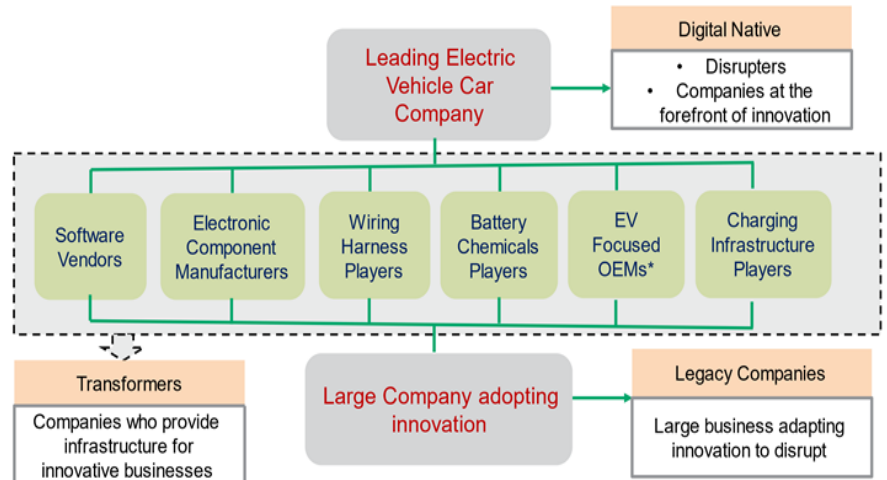 Leading Electric
Vehicle Car
Company
Digital Native
• Disrupters
• Companies at the
forefront of innovation
Software
Vendors
Electronic
Component
Manufacturers
Wiring
Harness
Players
Battery
Chemicals
Players
EV
Focused
OEMs*
Charging
Infrastructure
Players
Transformers
Companies who provide
infrastructure for
innovative businesses
Large Company adopting
innovation
Legacy Companies
Large business adapting
innovation to disrupt